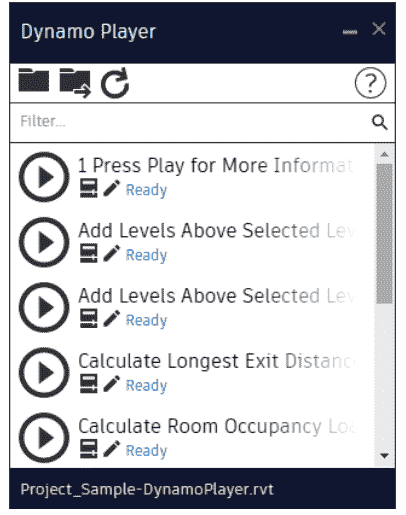 Dynamo Player
Filter...
1 Press Play for More Informat
Ready
Add Levels Above Selected Lev
Ready
Add Levels Above Selected Lev
Ready
Calculate Longest Exit Distanc
Ready
Calculate Room Occupancy Loa
Ready
Project_Sample-DynamoPlayer.rvt